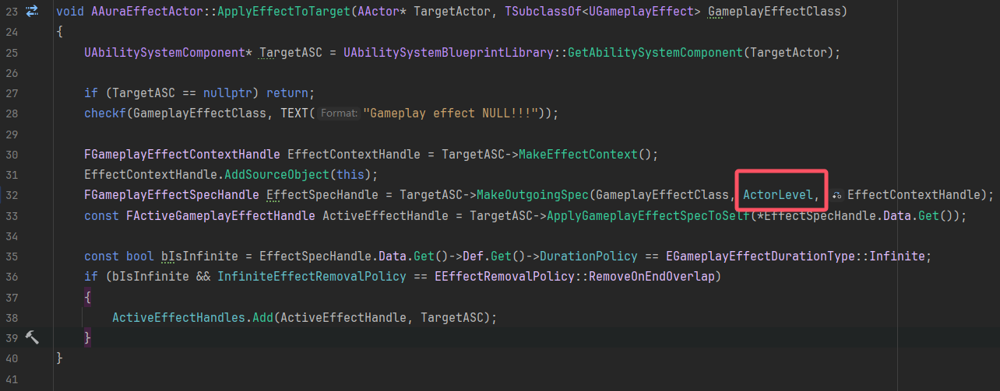 23 void AAuraEffectActor::ApplyEffectToTarget(AActor* TargetActor, TSubclassOf<UGameplayEffect> GameplayEffectClass)
24 {
25 UAbilitySystemComponent* TargetASC = UAbilitySystemBlueprintLibrary::GetAbilitySystemComponent(TargetActor);
26
27 if (TargetASC == nullptr) return;
28 checkf(GameplayEffectClass, TEXT( Format: "Gameplay effect NULL!!!"));
29
30 FGameplayEffectContextHandle EffectContextHandle = TargetASC->MakeEffectContext();
31 EffectContextHandle.AddSourceObject(this);
32 FGameplayEffectSpecHandle EffectSpecHandle = TargetASC->MakeOutgoingSpec(GameplayEffectClass, ActorLevel, EffectContextHandle);
33 const FActiveGameplayEffectHandle ActiveEffectHandle = TargetASC->ApplyGameplayEffectSpecToSelf(*EffectSpecHandle.Data.Get());
34
35 const bool bIsInfinite = EffectSpecHandle.Data.Get()->Def.Get()->DurationPolicy == EGameplayEffectDurationType::Infinite;
36 if (bIsInfinite && InfiniteEffectRemovalPolicy == EEffectRemovalPolicy::RemoveOnEndOverlap)
37 {
38 ActiveEffectHandles.Add(ActiveEffectHandle, TargetASC);
39 }
40 }
41